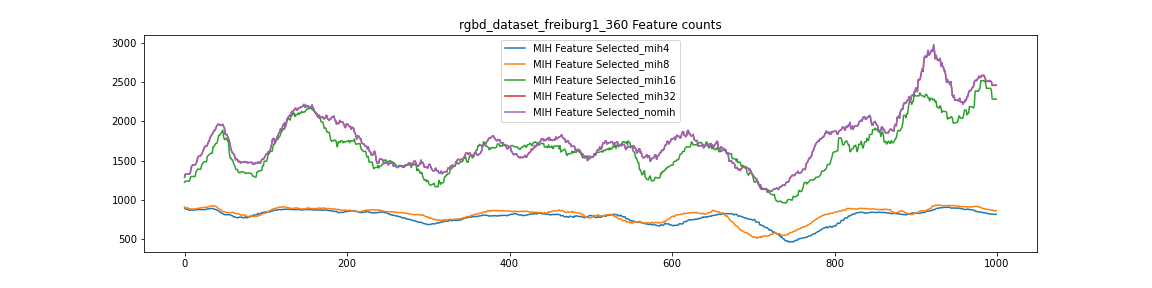 rgbd_dataset_freiburg1_360 Feature counts
3000
2500
2000
1500
1000
500
MIH Feature Selected_mih4
MIH Feature Selected_mih8
MIH Feature Selected_mih16
MIH Feature Selected_mih32
MIH Feature Selected_nomih
0 200 400 600 800 1000